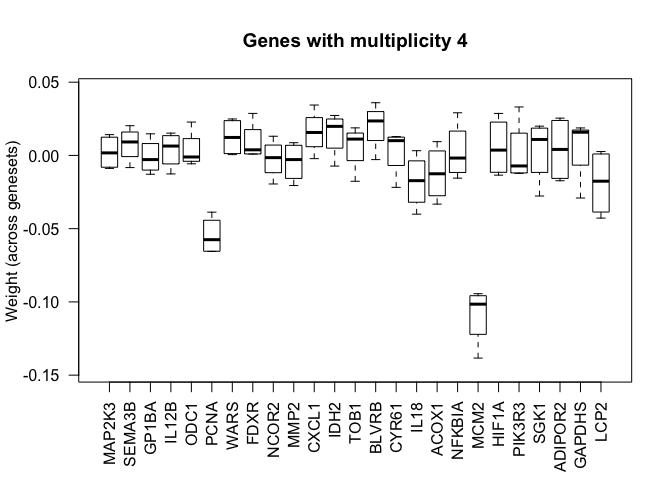 Genes with multiplicity 4
Weight (across genesets)
0.05
0.00
-0.05
-0.10
-0.15
MAP2K3
SEMA3B
GP1BA
IL12B
ODC1
PCNA
WARS
FDXR
NCOR2
MMP2
CXCL1
IDH2
TOB1
BLVRB
CYR61
IL18
ACOX1
NFKBIA
MCM2
HIF1A
PIK3R3
SGK1
ADIPOR2
GAPDHS
LCP2